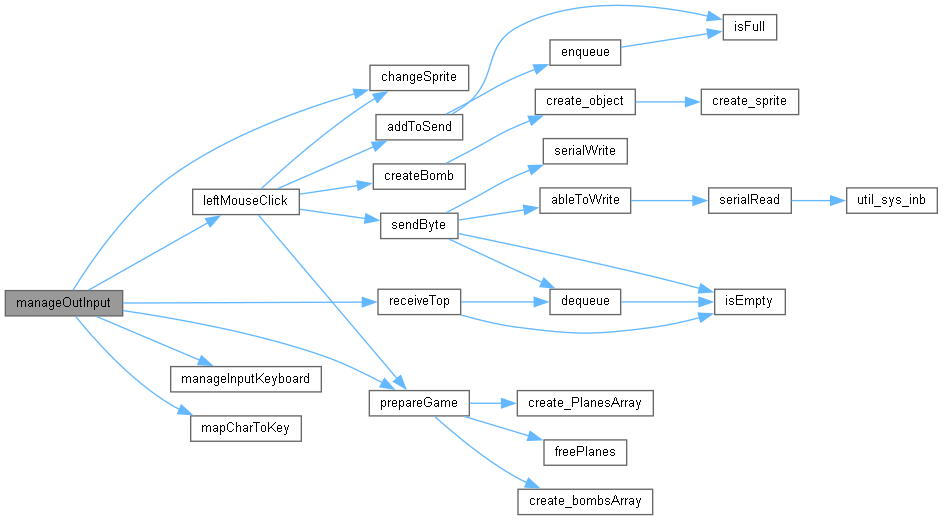 isFull
enqueue
changeSprite
create_object
create_sprite
addToSend
serialWrite
createBomb
leftMouseClick
ableToWrite
serialRead
util_sys_inb
sendByte
manageOutInput
receiveTop
dequeue
isEmpty
manageInputKeyboard
prepareGame
create_PlanesArray
mapCharToKey
freePlanes
create_bombsArray